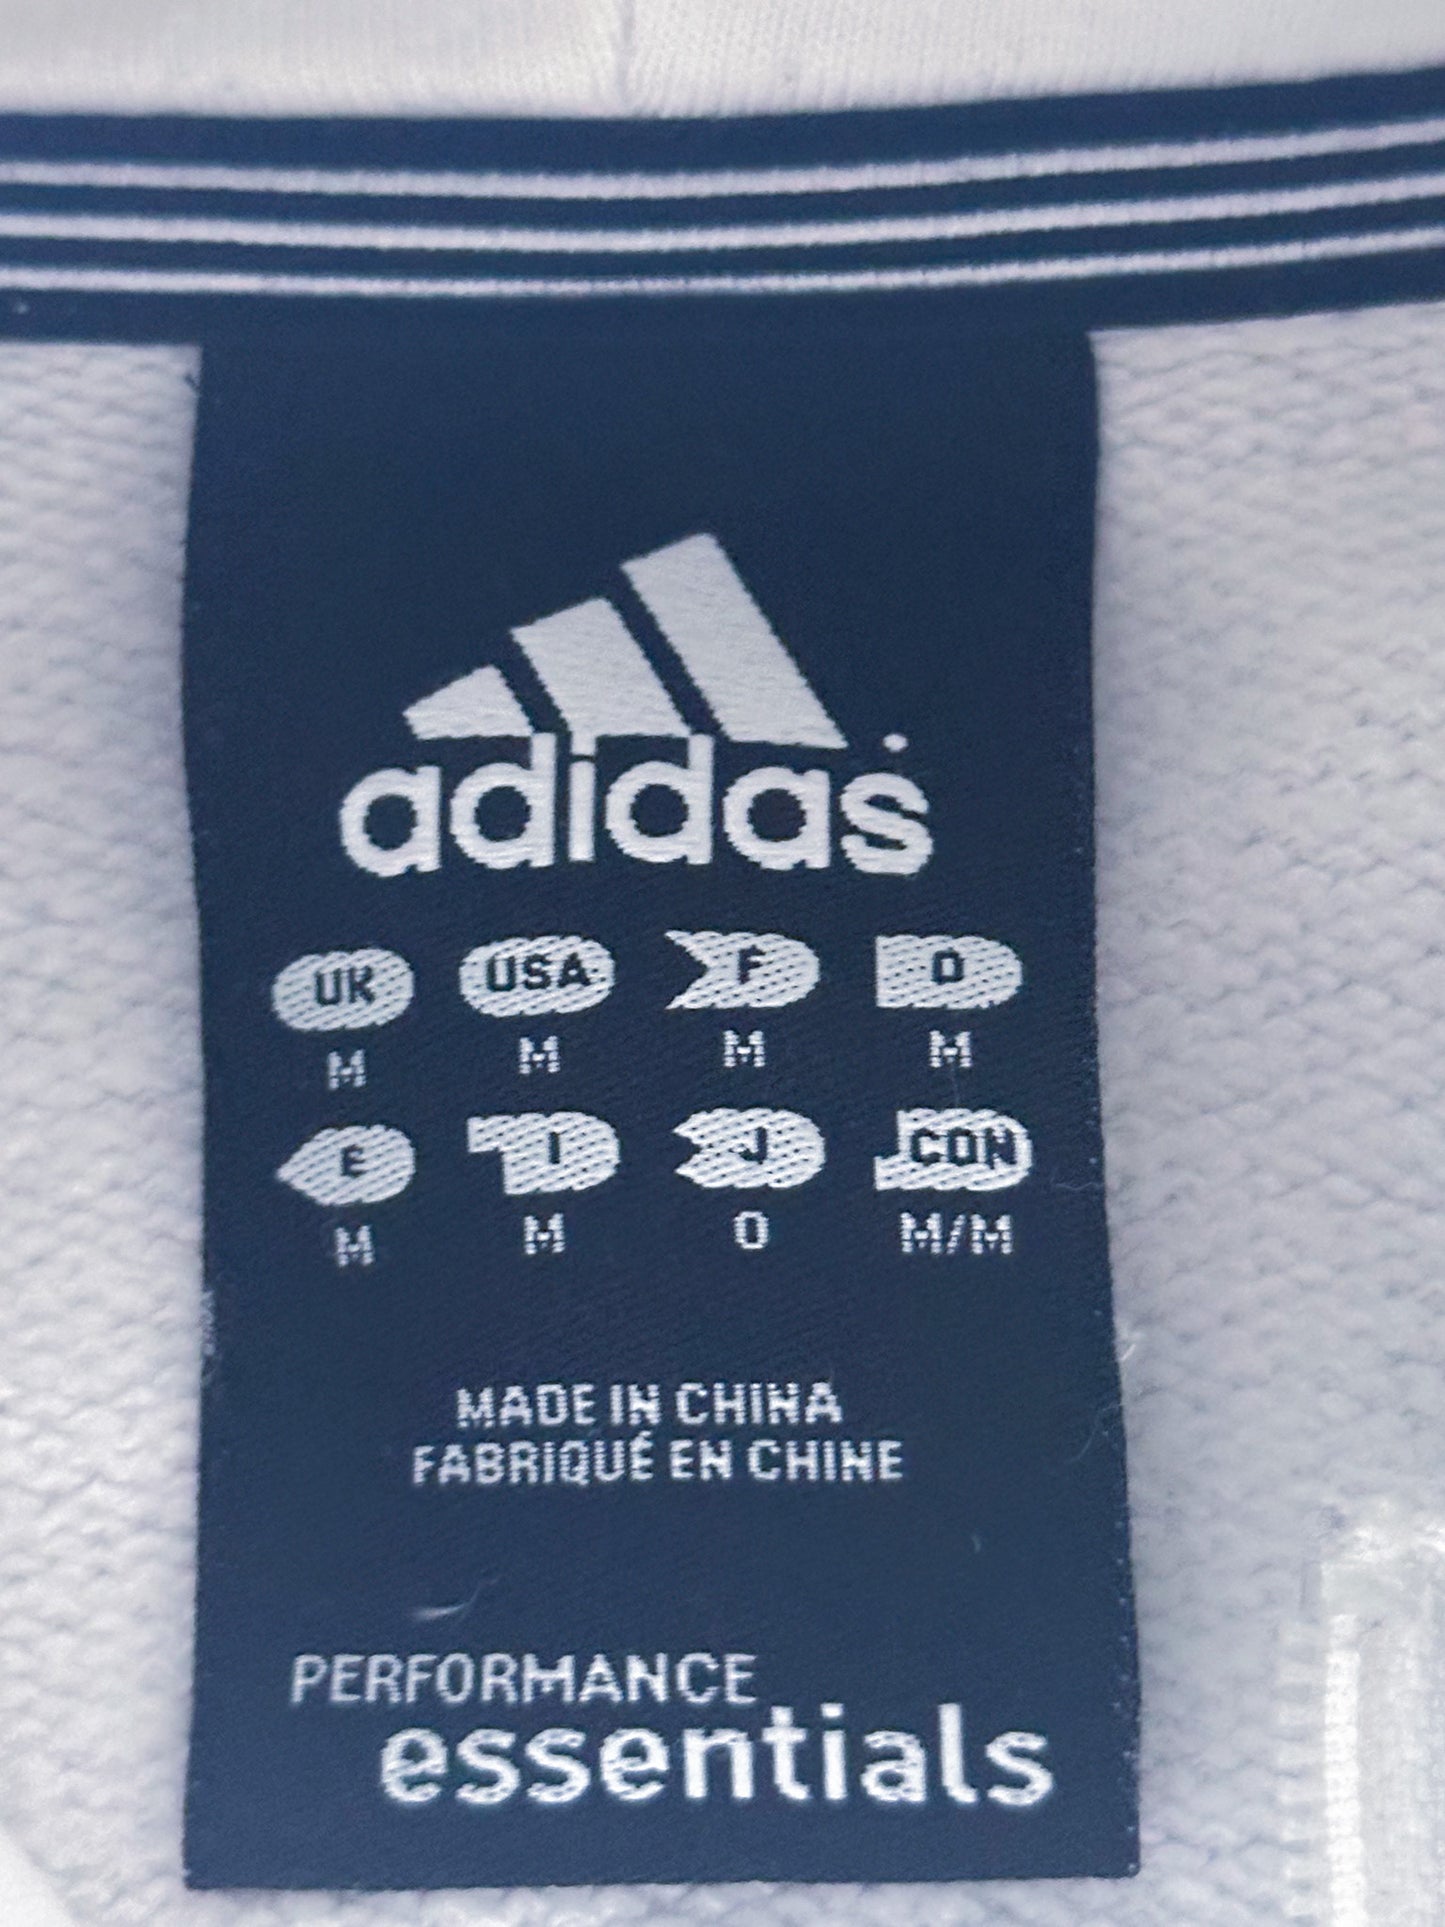 adidas
UK USA F D
M M M M
E I J CON
M M O M/M
MADE IN CHINA
FABRIQUÉ EN CHINE
PERFORMANCE
essentials